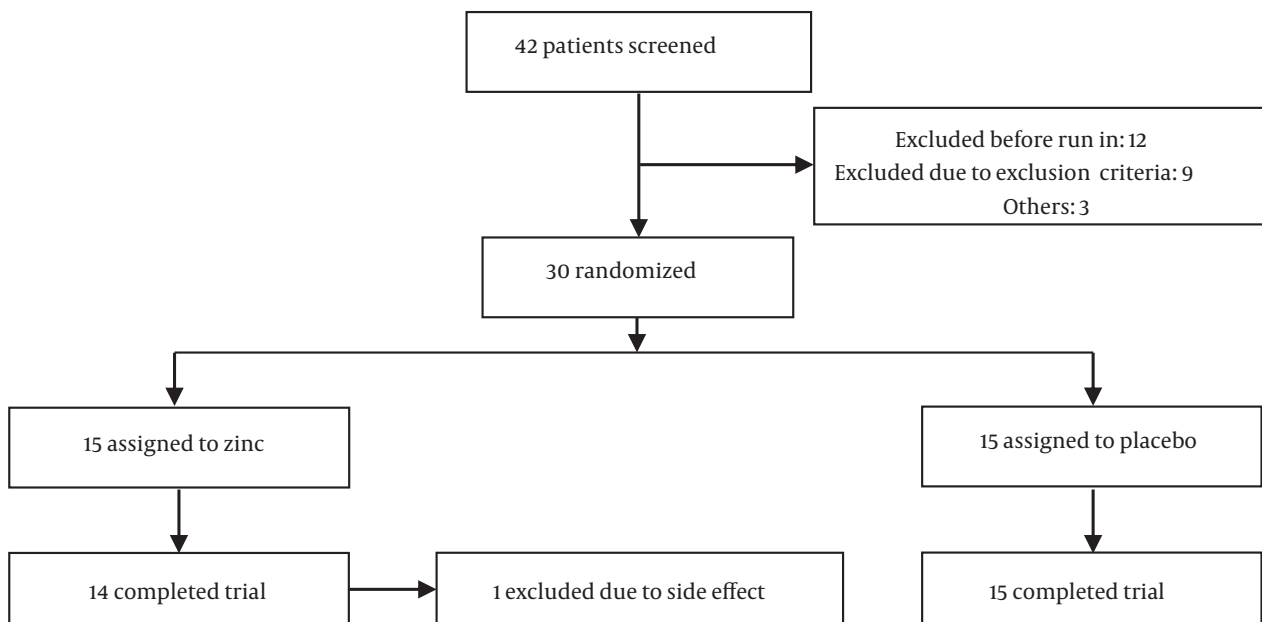 42 patients screened
Excluded before run in: 12
Excluded due to exclusion criteria: 9
Others: 3
30 randomized
15 assigned to zinc
15 assigned to placebo
14 completed trial
1 excluded due to side effect
15 completed trial